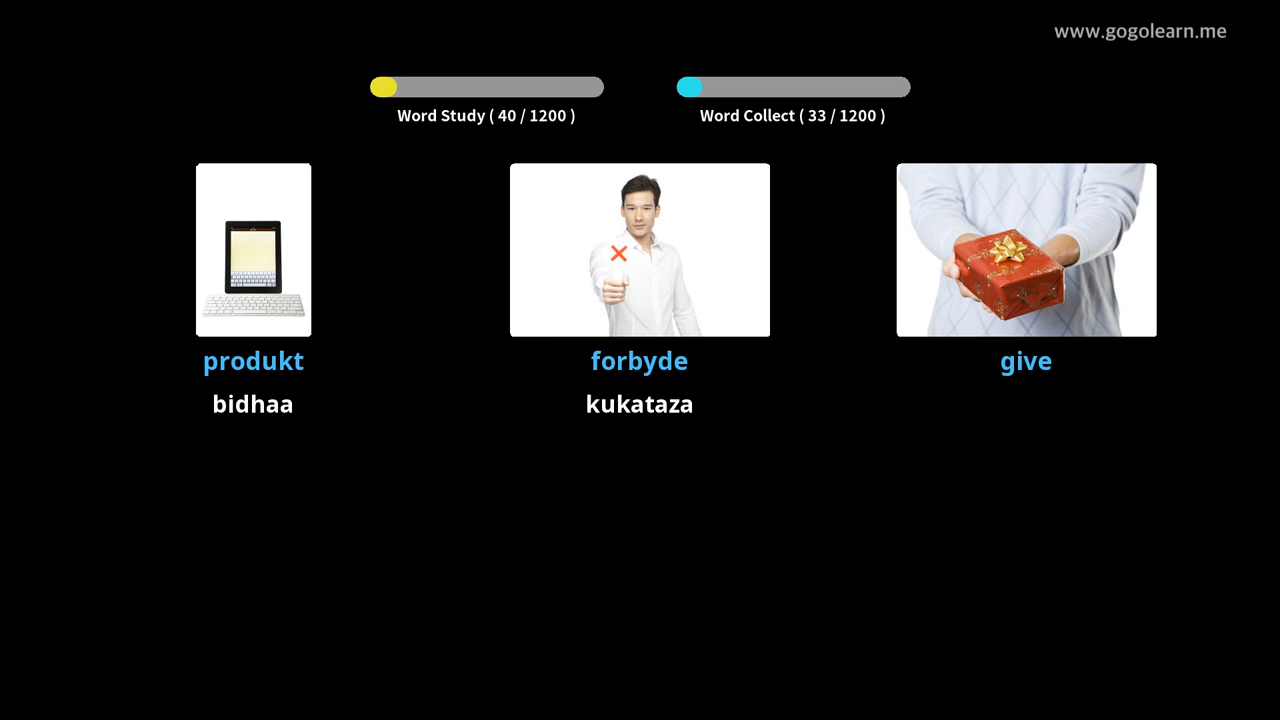 www.gogolearn.me
Word Study ( 40 / 1200 )
Word Collect ( 33 / 1200 )
produkt
forbyde
give
bidhaa
kukataza